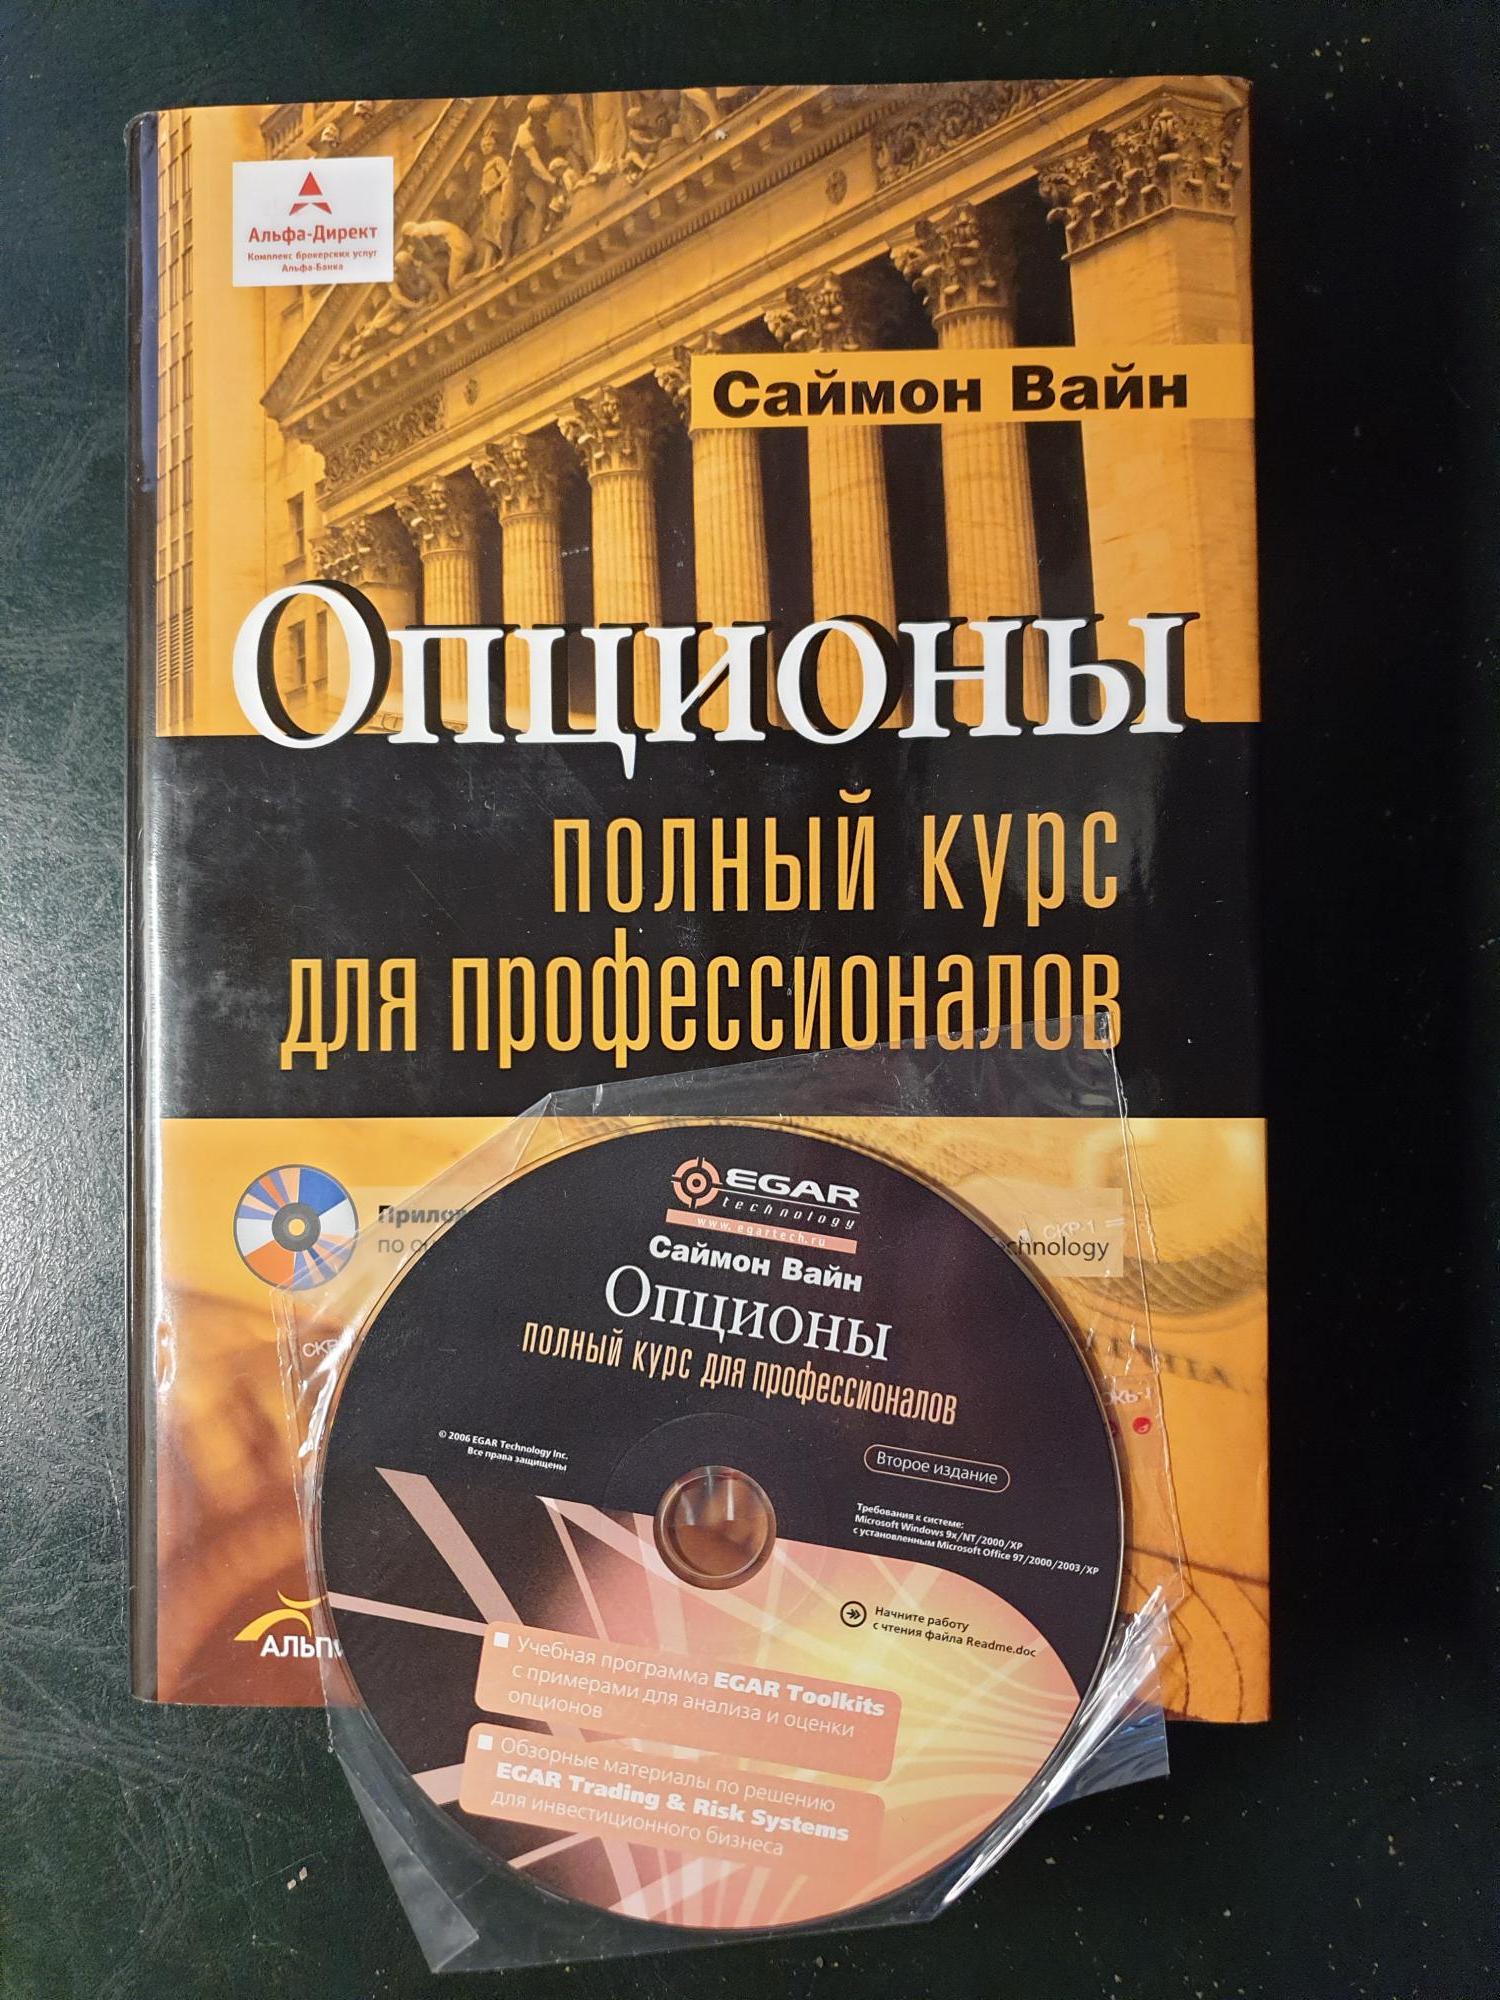 Альфа-Директ
Комплекс брокерских услуг
Альфа-Банка
Саймон Вайн
Опционы
полный курс
для профессионалов
СКР-1
EGAR
technology
www.egartech.ru
Саймон Вайн
Опционы
полный курс для профессионалов
© 2006 EGAR Technology Inc.
Все права защищены
Второе издание
Требования к системе:
Microsoft Windows 9x/NT/2000/XP
с установленным Microsoft Office 97/2000/2003/XP
Начните работу
с чтения файла Readme.doc
Учебная программа EGAR Toolkits
с примерами для анализа и оценки
опционов
Обзорные материалы по решению
EGAR Trading & Risk Systems
для инвестиционного бизнеса